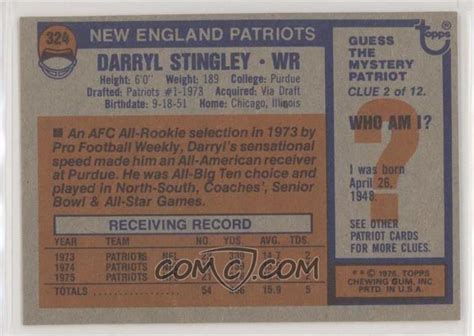 324
NEW ENGLAND PATRIOTS
DARRYL STINGLEY • WR
Height: 6'0" Weight: 189 College: Purdue
Drafted: Patriots #1-1973 Acquired: Via Draft
Birthdate: 9-18-51 Home: Chicago, Illinois
An AFC All-Rookie selection in 1973 by
Pro Football Weekly, Darryl's sensational
speed made him an All-American receiver
at Purdue. He was All-Big Ten choice and
played in North-South, Coaches', Senior
Bowl & All-Star Games.
RECEIVING RECORD
YEAR
1973 PATRIOTS NFL 339 14.7 2
1974 PATRIOTS
1975 PATRIOTS
TOTALS 54 15.9 5
topps
GUESS
THE
MYSTERY
PATRIOT
CLUE 2 of 12.
WHO AM I?
?
I was born
April 26,
1948.
SEE OTHER
PATRIOT CARDS
FOR MORE CLUES.
** © 1976, TOPPS
CHEWING GUM, INC.
PRTD. IN U.S.A.
COMC.COM